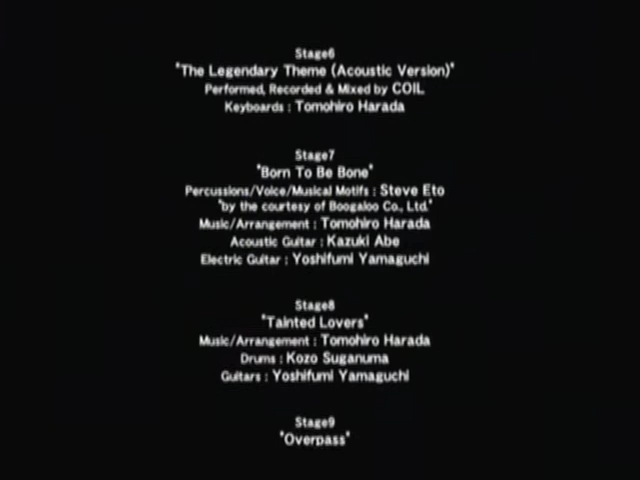 Stage6
"The Legendary Theme (Acoustic Version)"
Performed, Recorded & Mixed by COIL
Keyboards : Tomohiro Harada
Stage7
"Born To Be Bone"
Percussions/Voice/Musical Motifs : Steve Eto
"by the courtesy of Boogaloo Co., Ltd."
Music/Arrangement : Tomohiro Harada
Acoustic Guitar : Kazuki Abe
Electric Guitar : Yoshifumi Yamaguchi
Stage8
"Tainted Lovers"
Music/Arrangement : Tomohiro Harada
Drums : Kozo Suganuma
Guitars : Yoshifumi Yamaguchi
Stage9
"Overpass"